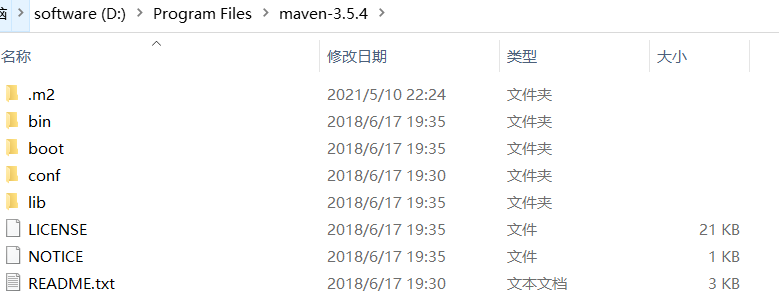 脑 software (D:) Program Files maven-3.5.4
名称 修改日期 类型 大小
.m2 2021/5/10 22:24 文件夹
bin 2018/6/17 19:35 文件夹
boot 2018/6/17 19:35 文件夹
conf 2018/6/17 19:30 文件夹
lib 2018/6/17 19:35 文件夹
LICENSE 2018/6/17 19:35 文件 21 KB
NOTICE 2018/6/17 19:35 文件 1 KB
README.txt 2018/6/17 19:30 文本文档 3 KB